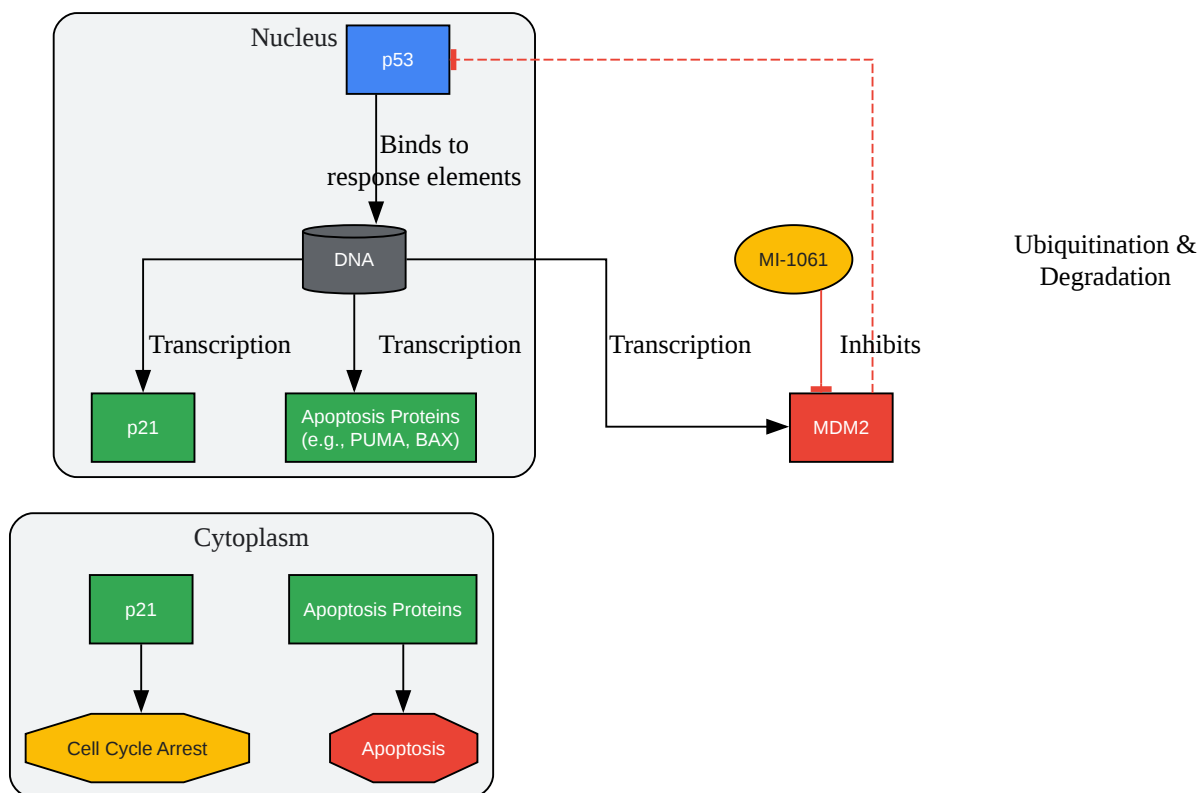 Nucleus
p53
Binds to
response elements
DNA
MI-1061
Ubiquitination &
Degradation
Transcription
Transcription
Transcription
Inhibits
p21
Apoptosis Proteins
(e.g., PUMA, BAX)
MDM2
Cytoplasm
p21
Apoptosis Proteins
Cell Cycle Arrest
Apoptosis